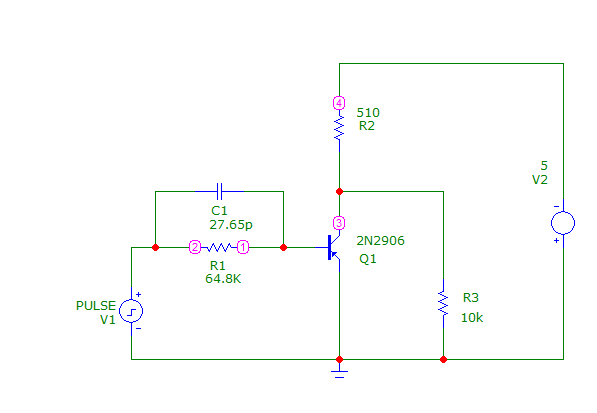 4
510
R2
5
V2
-
+
C1
27.65p
3
2
1
2N2906
Q1
R1
64.8K
PULSE
V1
+
-
R3
10k